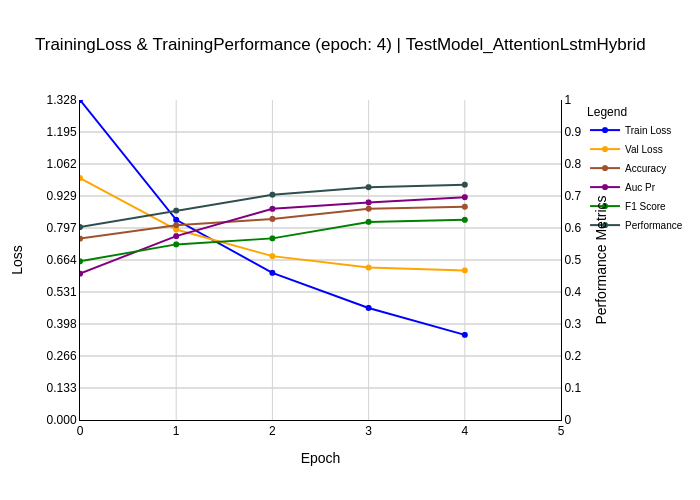 TrainingLoss & TrainingPerformance (epoch: 4) | TestModel_AttentionLstmHybrid
Loss
1.328
1.195
1.062
0.929
0.797
0.664
0.531
0.398
0.266
0.133
0.000
0
1
2
3
4
5
Epoch
1
0.9
0.8
0.7
0.6
0.5
0.4
0.3
0.2
0.1
0
Performance Metrics
Legend
Train Loss
Val Loss
Accuracy
Auc Pr
F1 Score
Performance